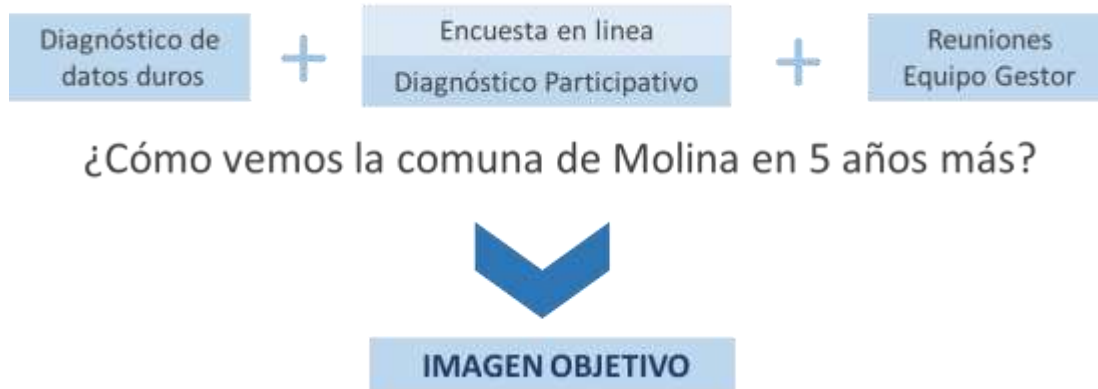 Diagnóstico de
datos duros
+
Encuesta en linea
Diagnóstico Participativo
+
Reuniones
Equipo Gestor
¿Cómo vemos la comuna de Molina en 5 años más?
IMAGEN OBJETIVO